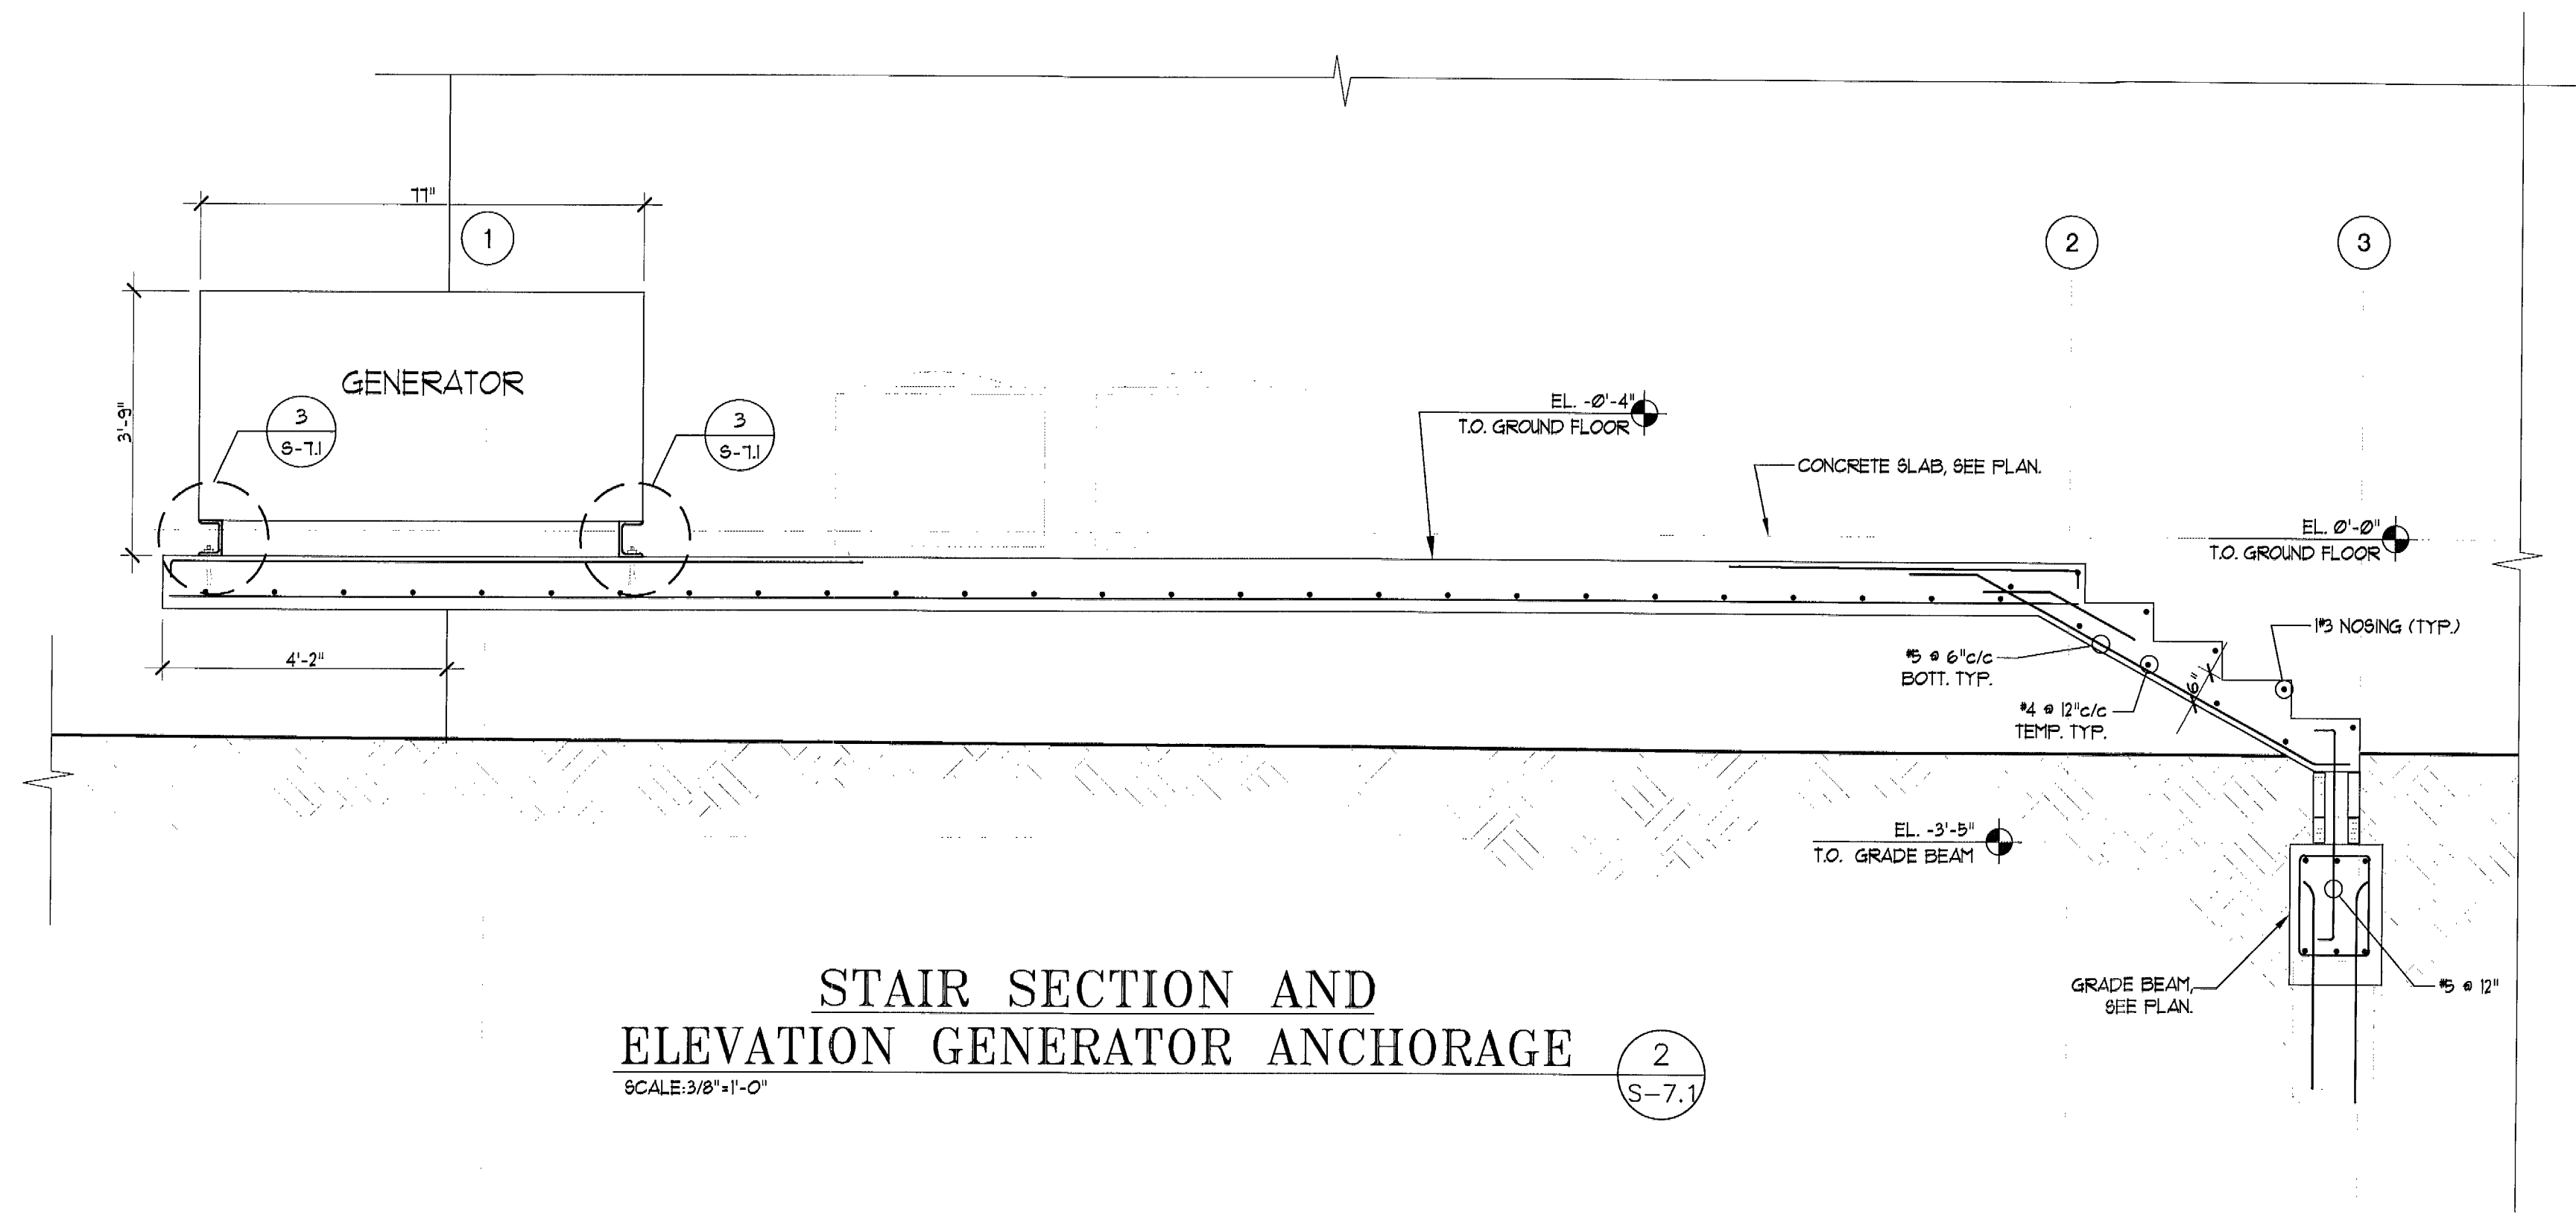 77"
1
2
3
GENERATOR
3'-9"
3
S-7.1
3
S-7.1
EL. -0'-4"
T.O. GROUND FLOOR
CONCRETE SLAB, SEE PLAN.
EL. 0'-0"
T.O. GROUND FLOOR
1#3 NOSING (TYP.)
4'-2"
#5 @ 6"c/c
BOTT. TYP.
6"
#4 @ 12"c/c
TEMP. TYP.
EL. -3'-5"
T.O. GRADE BEAM
GRADE BEAM,
SEE PLAN.
#5 @ 12"
STAIR SECTION AND
ELEVATION GENERATOR ANCHORAGE
SCALE:3/8"=1'-0"
2
S-7.1